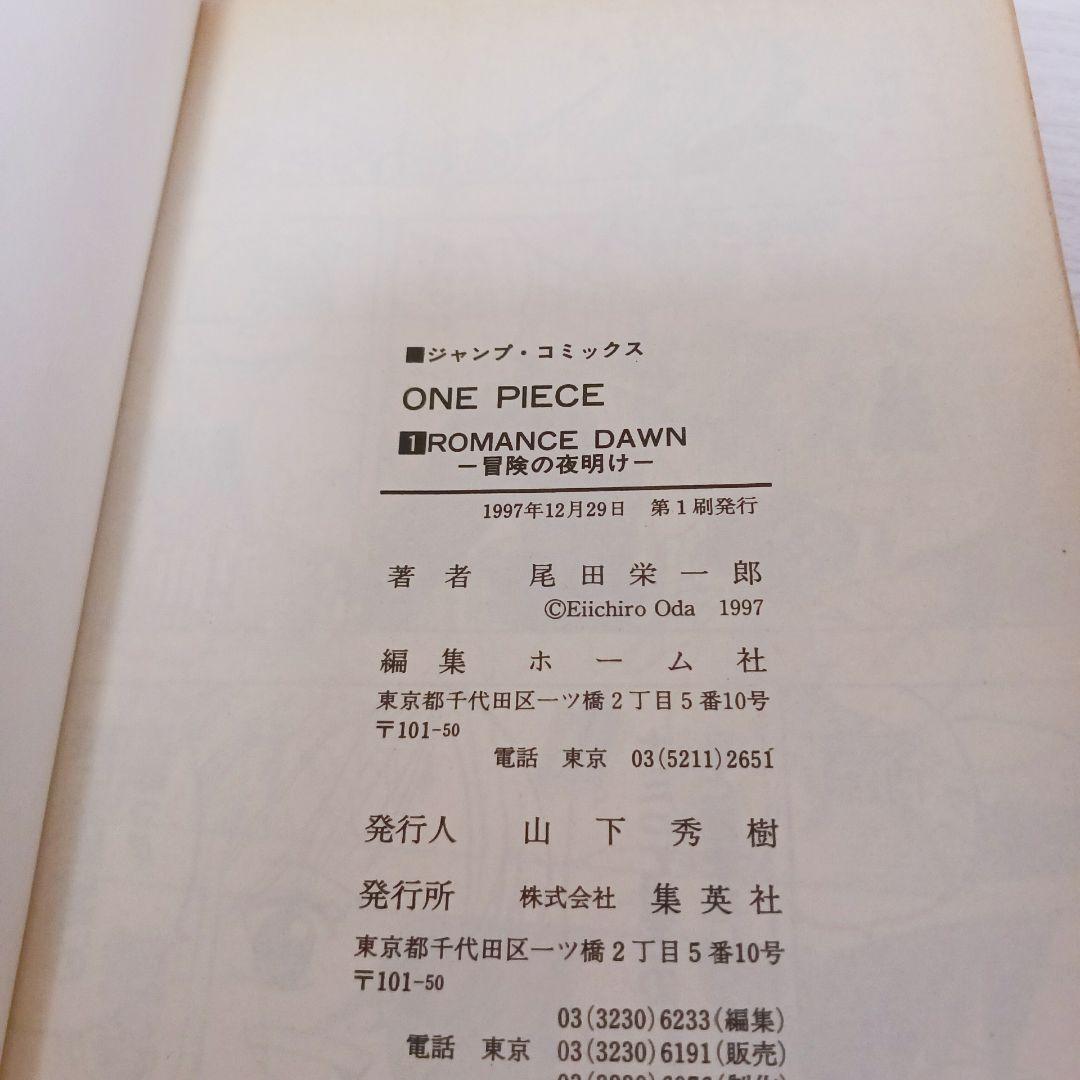 ■ジャンプ・コミックス
ONE PIECE
1 ROMANCE DAWN
―冒険の夜明け―
1997年12月29日 第1刷発行
著者 尾田栄一郎
©Eiichiro Oda 1997
編集 ホーム社
東京都千代田区一ツ橋2丁目5番10号
〒101-50
電話 東京 03(5211)2651
発行人 山下秀樹
発行所 株式会社 集英社
東京都千代田区一ツ橋2丁目5番10号
〒101-50
03(3230)6233(編集)
電話 東京 03(3230)6191(販売)